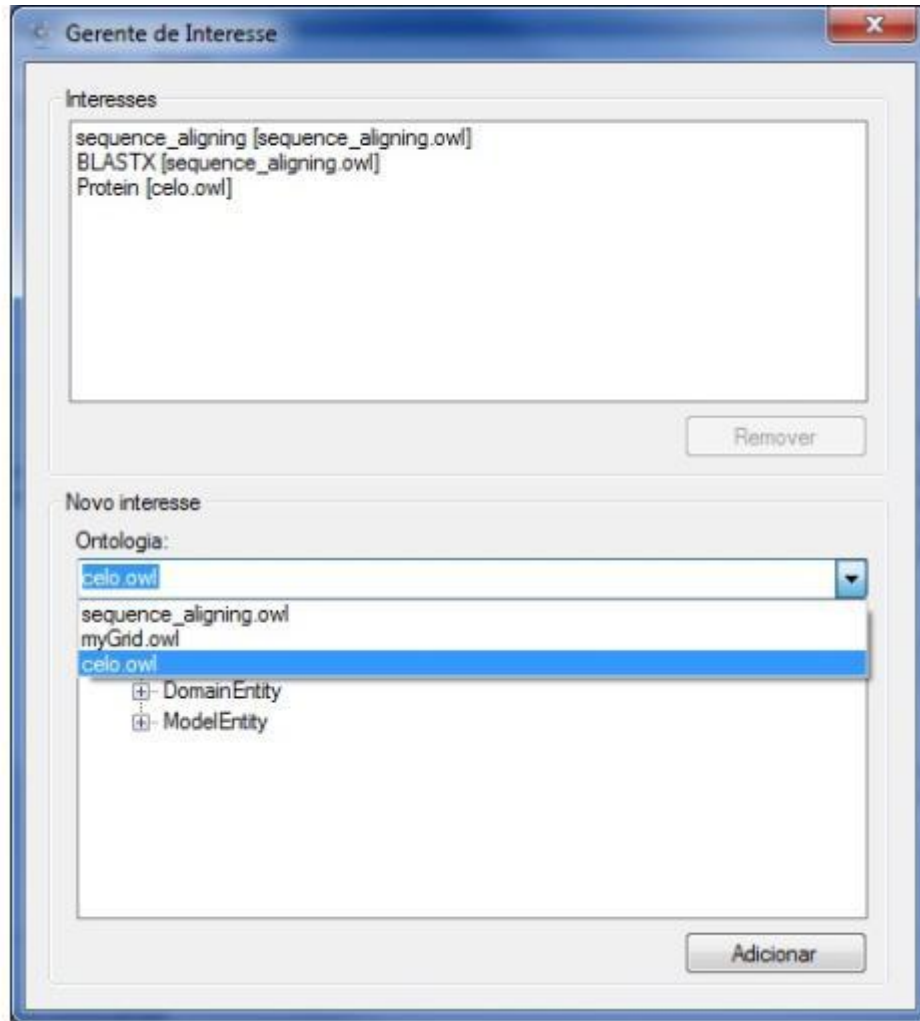 Gerente de Interesse
Interesses
sequence_aligning [sequence_aligning.owl]
BLASTX [sequence_aligning.owl]
Protein [celo.owl]
Remover
Novo interesse
Ontologia:
celo.owl
sequence_aligning.owl
myGrid.owl
celo.owl
DomainEntity
ModelEntity
Adicionar